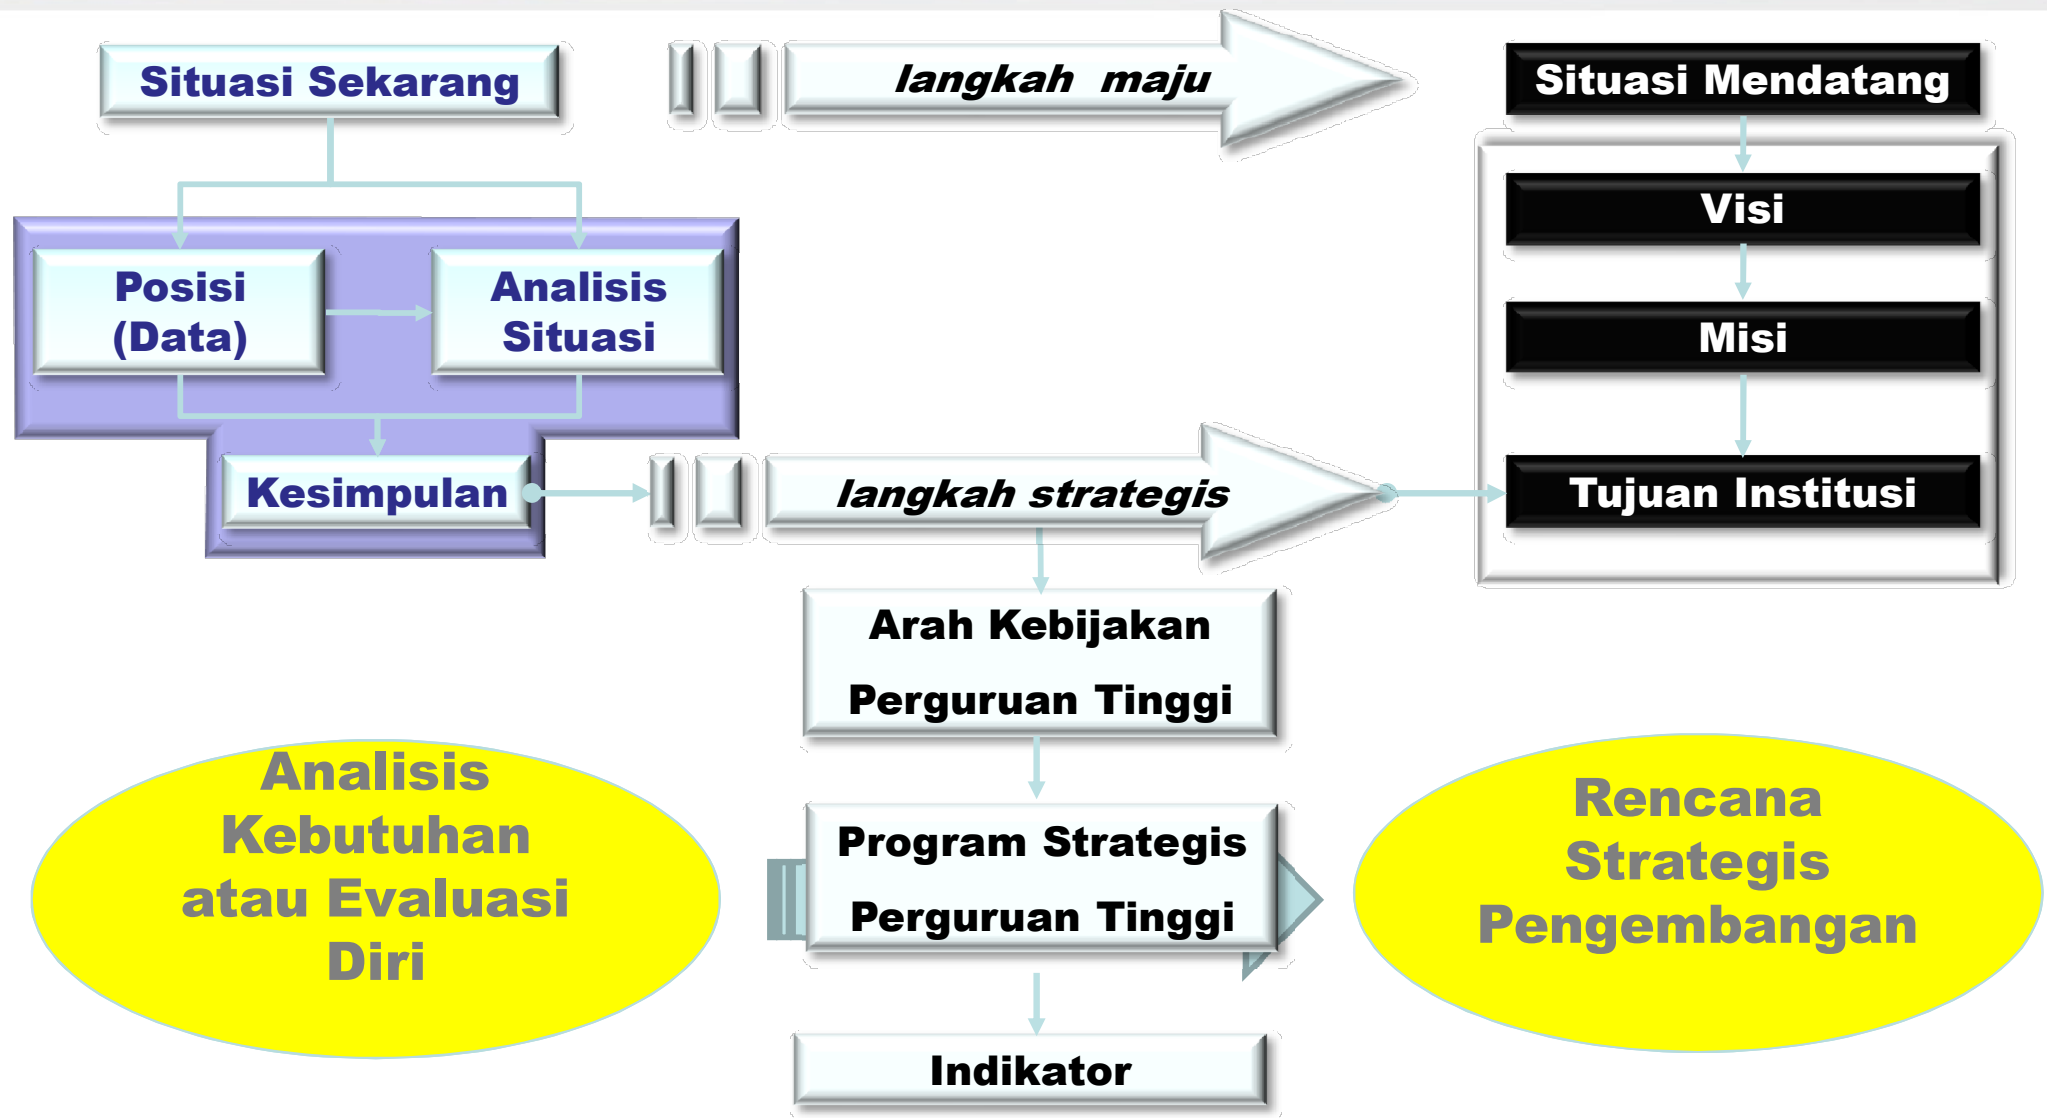 Situasi Sekarang
langkah maju
Situasi Mendatang
Posisi
(Data)
Analisis
Situasi
Kesimpulan
langkah strategis
Visi
Misi
Tujuan Institusi
Arah Kebijakan
Perguruan Tinggi
Program Strategis
Perguruan Tinggi
Indikator
Analisis
Kebutuhan
atau Evaluasi
Diri
Rencana
Strategis
Pengembangan